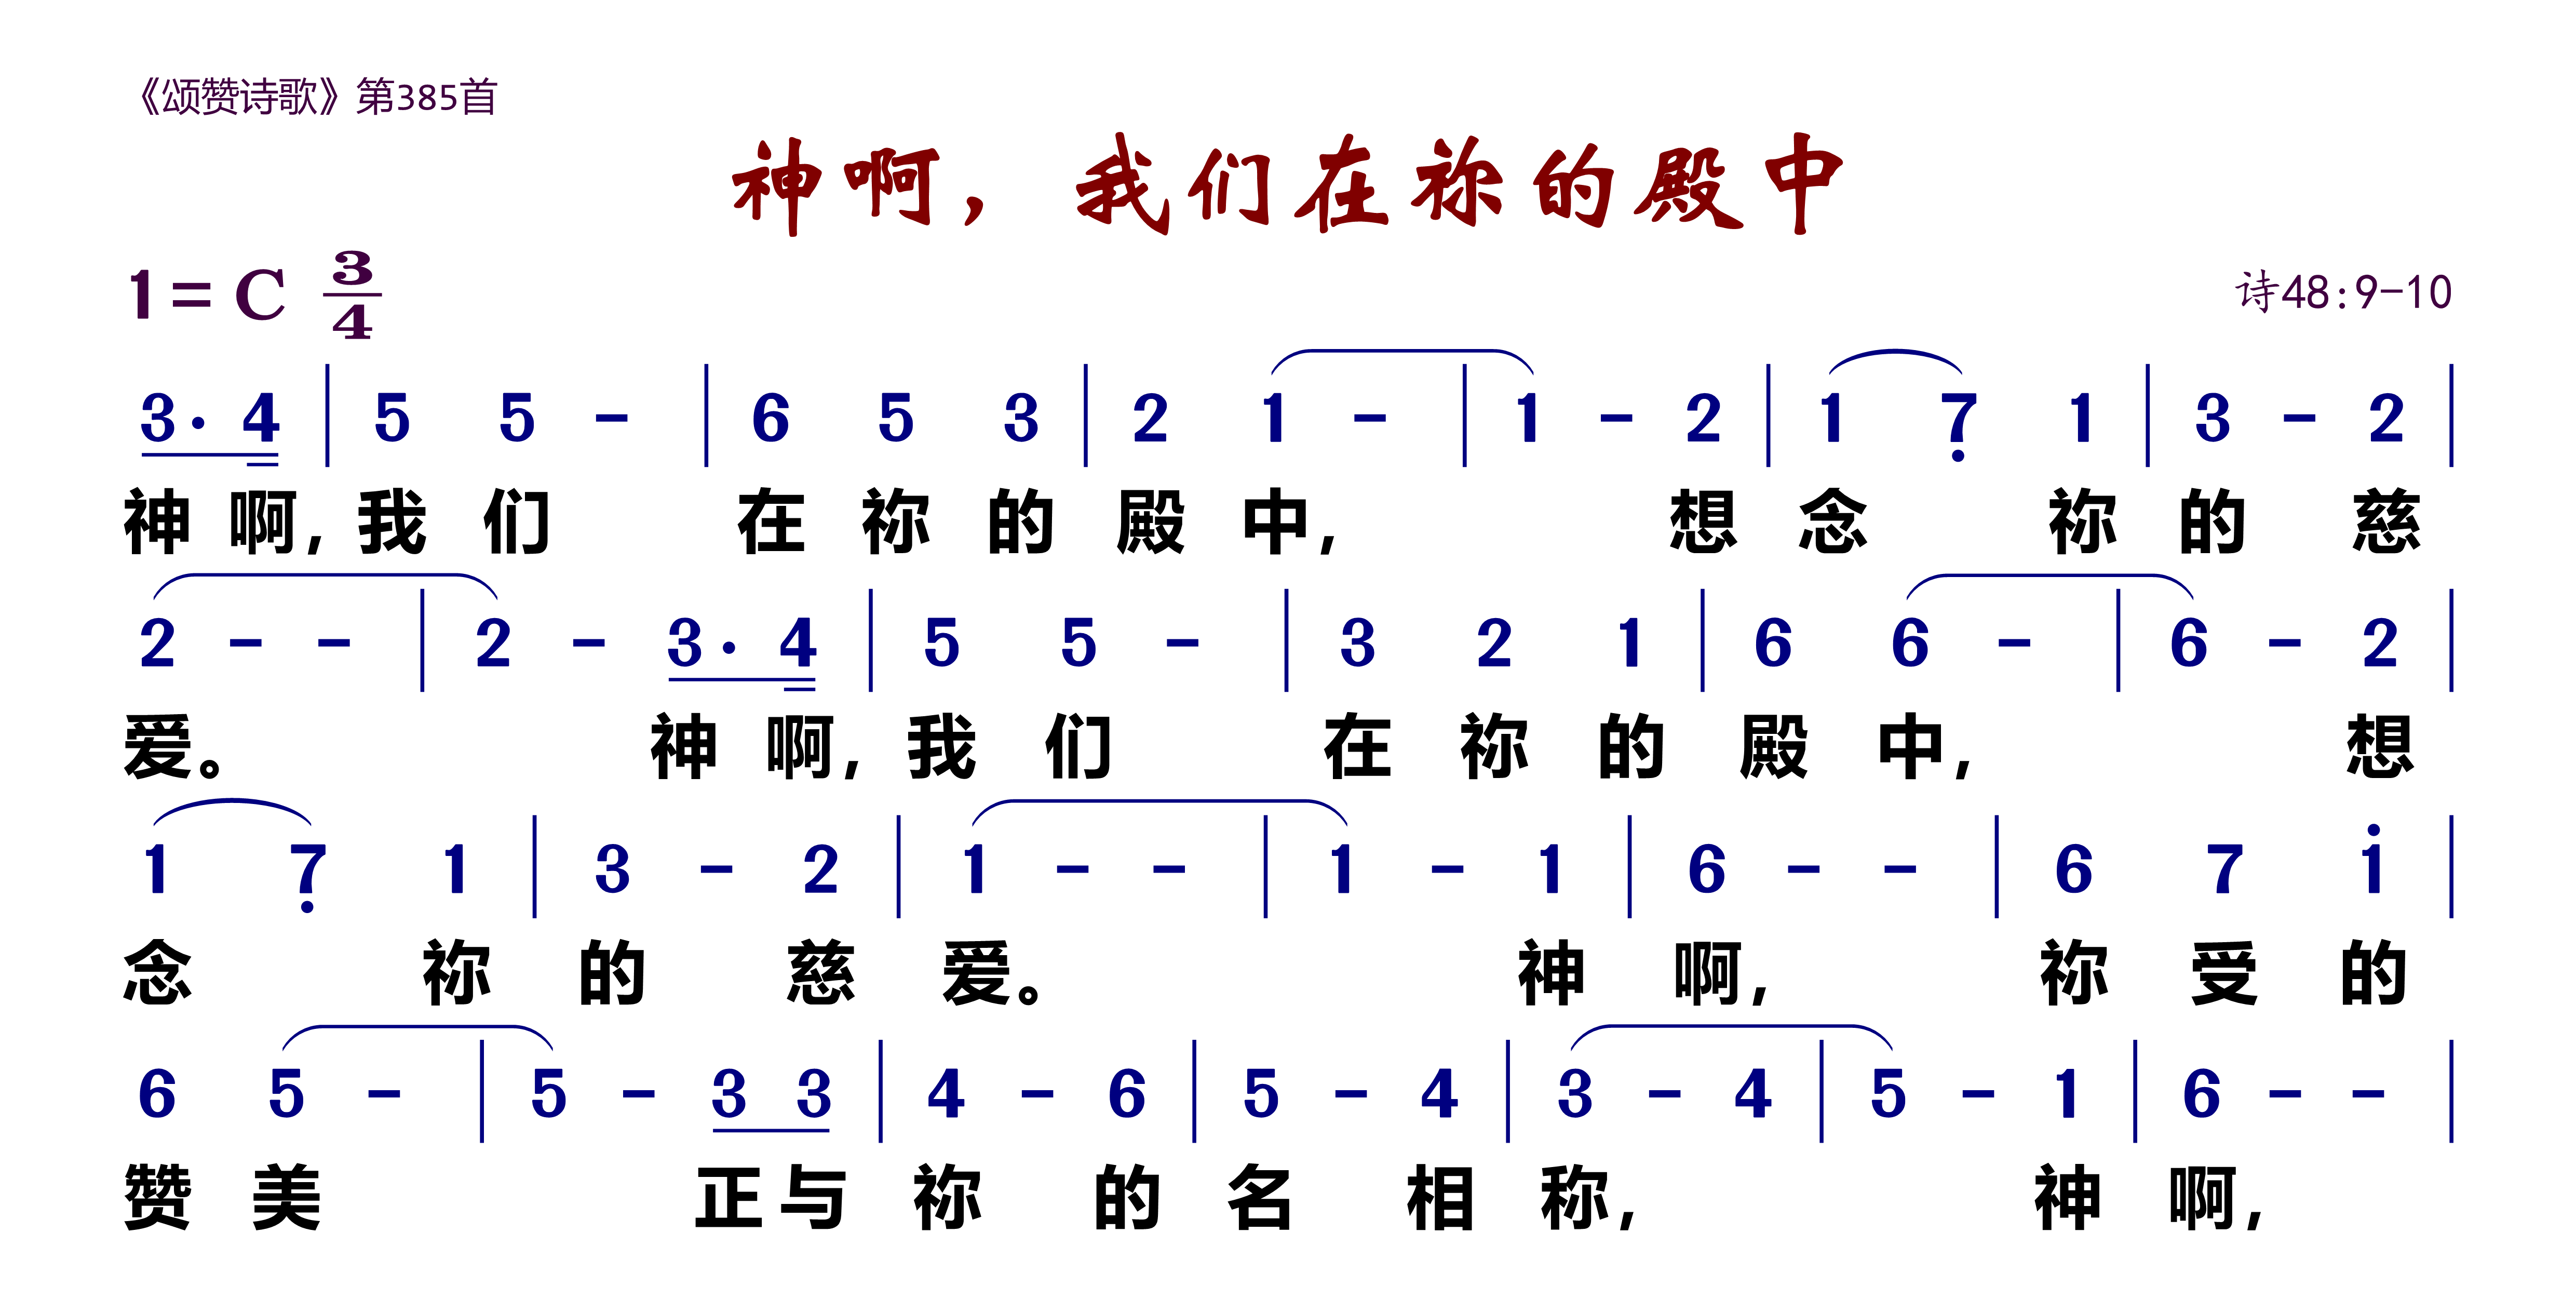 《颂赞诗歌》第385首
神啊，我们在祢的殿中
1= C 3/4
诗48:9-10
3· 4 | 5 5 - | 6 5 3 | 2 1 - | 1 - 2 | 1 7̣ 1 | 3 - 2 |
神 啊, 我 们 在 祢 的 殿 中, 想 念 祢 的 慈
2 - - | 2 - 3· 4 | 5 5 - | 3 2 1 | 6 6 - | 6 - 2 |
爱。 神 啊, 我 们 在 祢 的 殿 中, 想
1 7̣ 1 | 3 - 2 | 1 - - | 1 - 1 | 6 - - | 6 7 1̇ |
念 祢 的 慈 爱。 神 啊, 祢 受 的
6 5 - | 5 - 3 3 | 4 - 6 | 5 - 4 | 3 - 4 | 5 - 1 | 6 - - |
赞 美 正 与 祢 的 名 相 称, 神 啊,